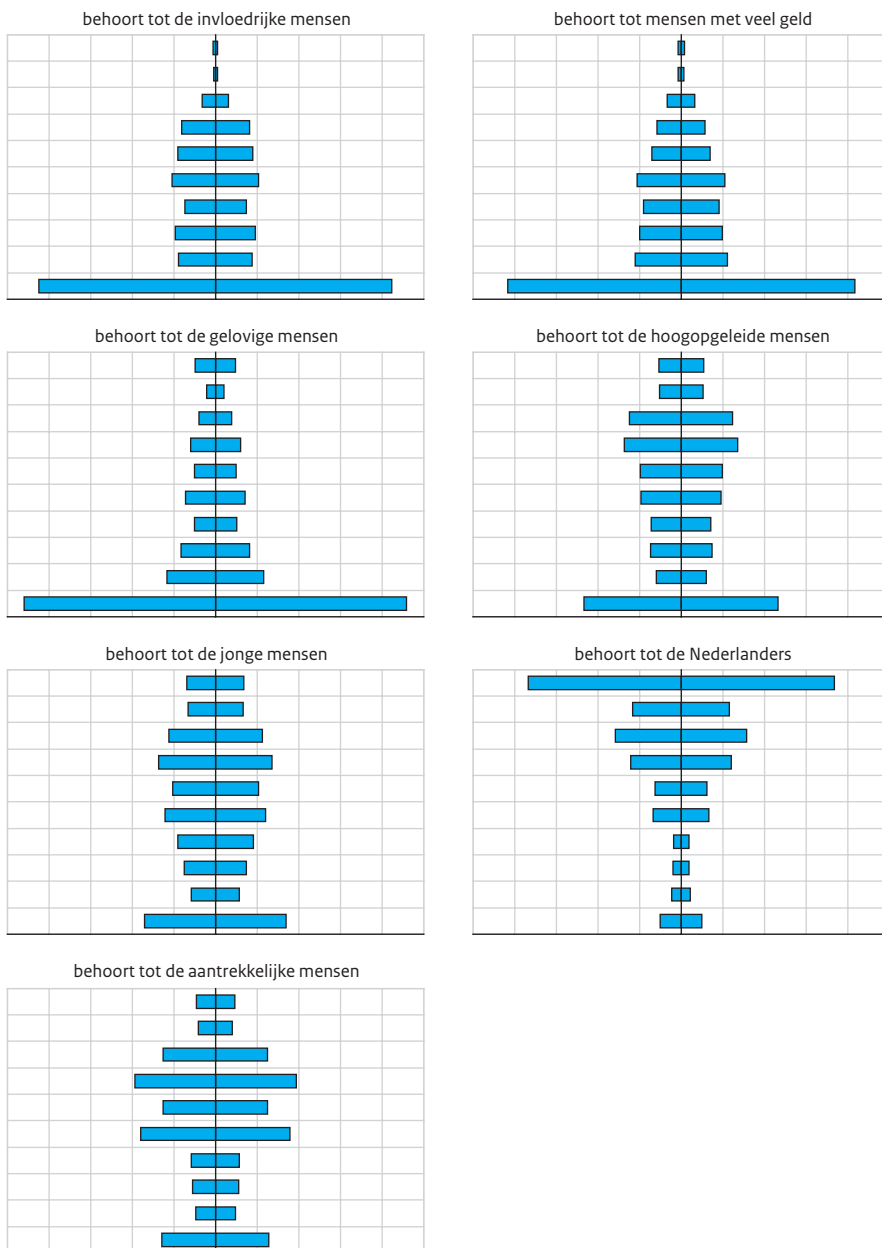 behoort tot de invloedrijke mensen
behoort tot mensen met veel geld
behoort tot de gelovige mensen
behoort tot de hoogopgeleide mensen
behoort tot de jonge mensen
behoort tot de Nederlanders
behoort tot de aantrekkelijke mensen